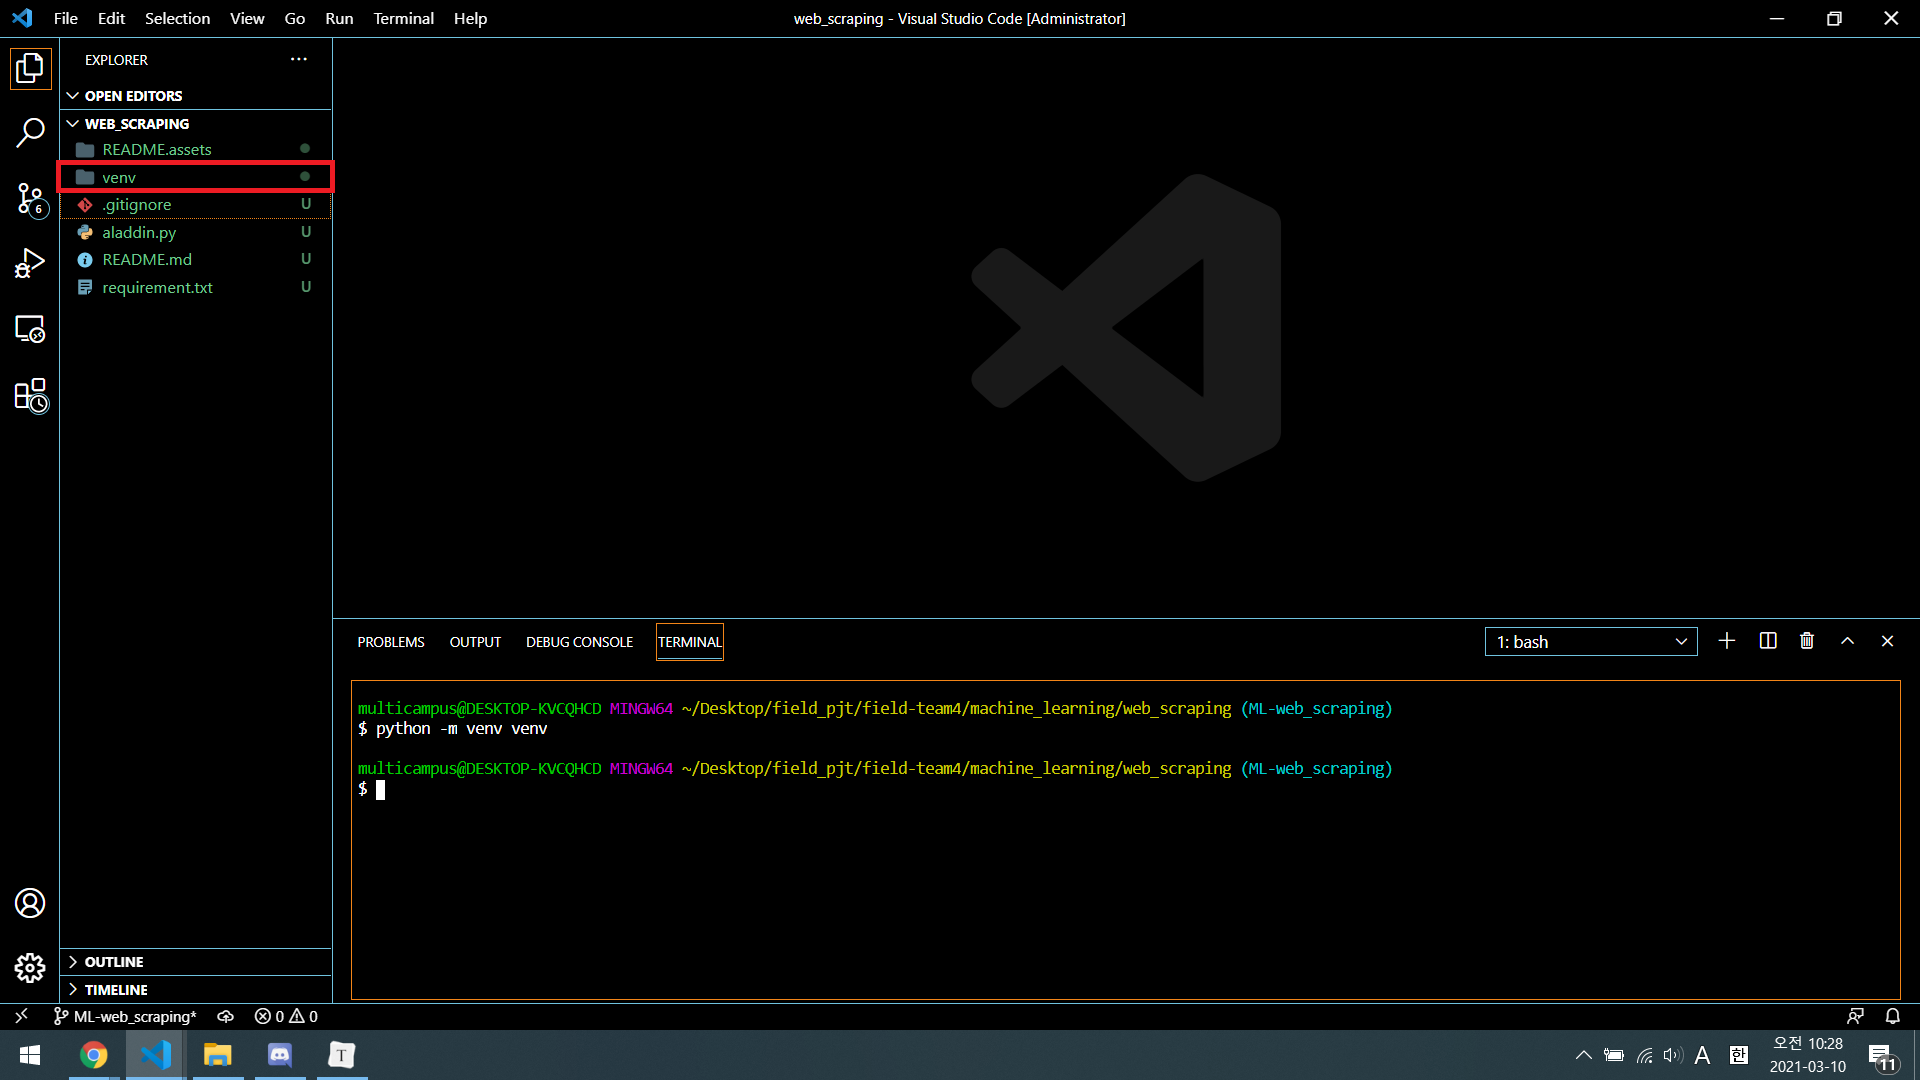 File Edit Selection View Go Run Terminal Help
web_scraping - Visual Studio Code [Administrator]
EXPLORER
OPEN EDITORS
WEB_SCRAPING
README.assets
venv
.gitignore U
aladdin.py U
README.md U
requirement.txt U
6
OUTLINE
TIMELINE
PROBLEMS OUTPUT DEBUG CONSOLE TERMINAL
1: bash
multicampus@DESKTOP-KVCQHCD MINGW64 ~/Desktop/field_pjt/field-team4/machine_learning/web_scraping (ML-web_scraping)
$ python -m venv venv
multicampus@DESKTOP-KVCQHCD MINGW64 ~/Desktop/field_pjt/field-team4/machine_learning/web_scraping (ML-web_scraping)
$
ML-web_scraping* 0 0
T
A 한
오전 10:28
2021-03-10
11